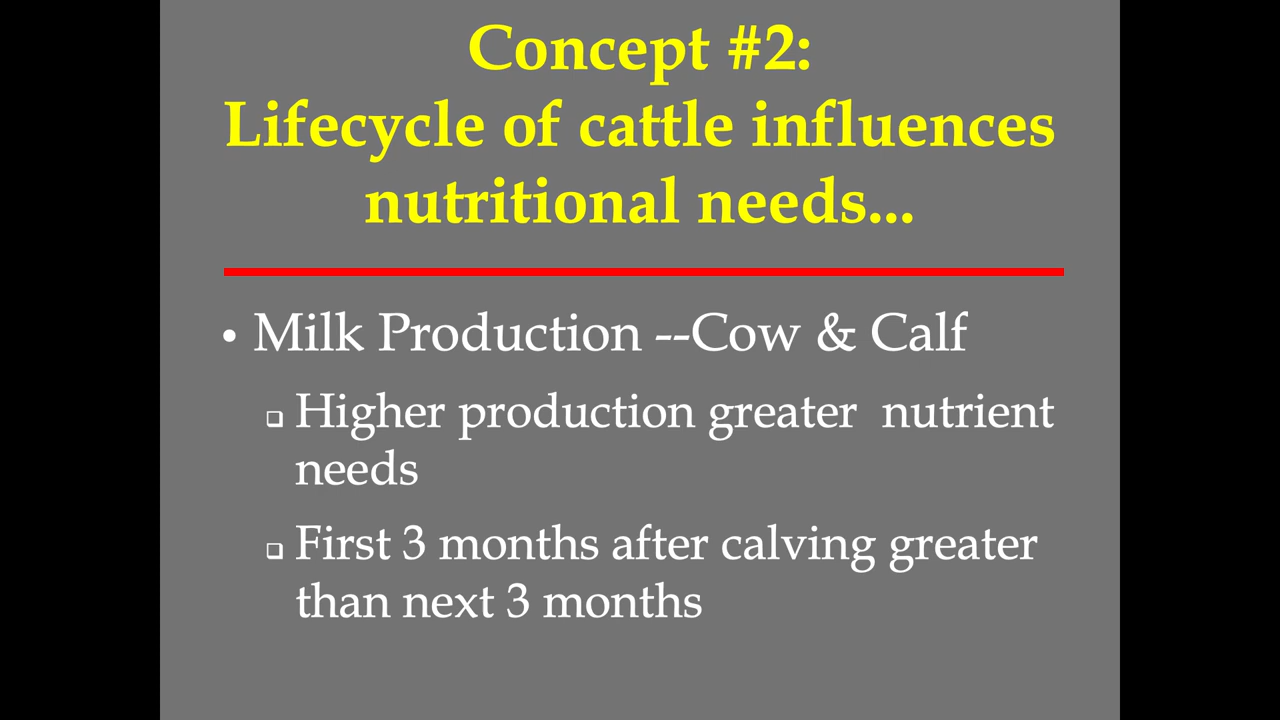 Concept #2:
Lifecycle of cattle influences
nutritional needs...
• Milk Production --Cow & Calf
❑ Higher production greater  nutrient
needs
❑ First 3 months after calving greater
than next 3 months